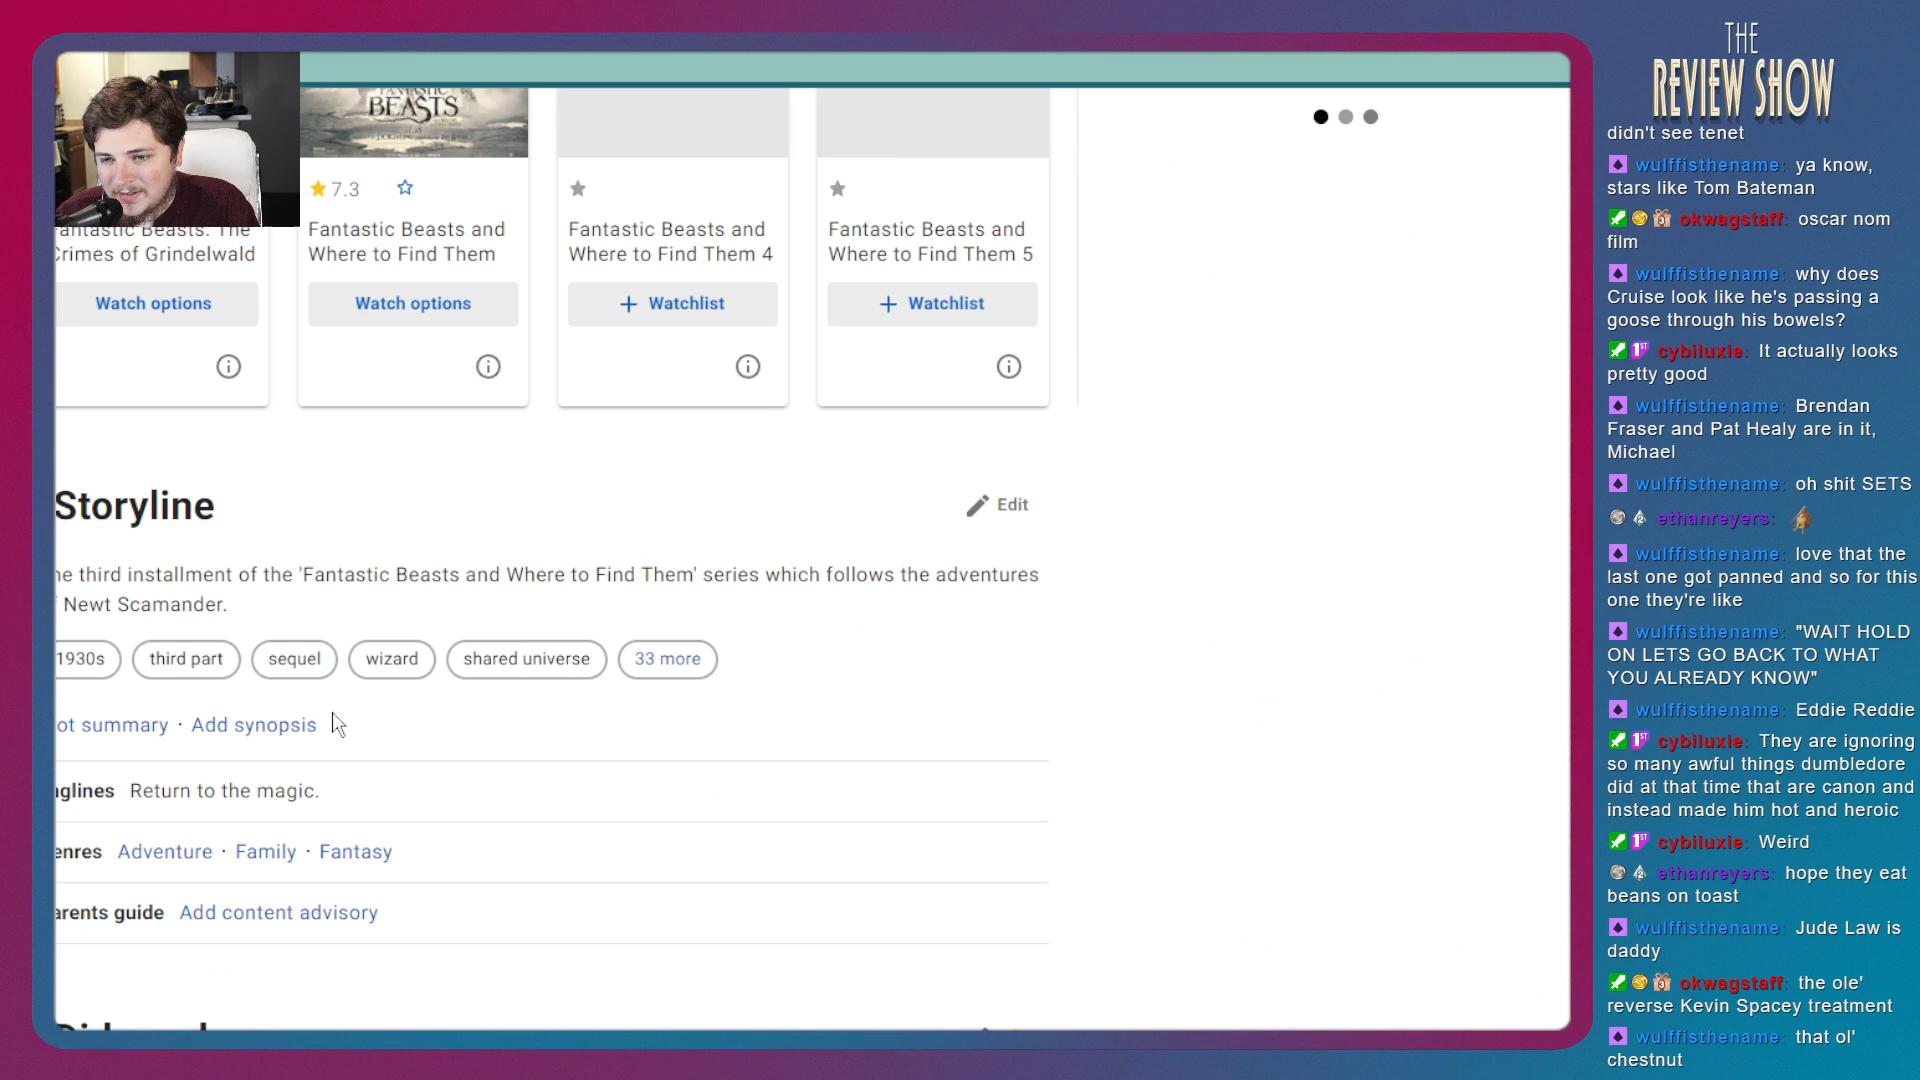 THE
REVIEW SHOW
FANTASTIC
BEASTS
7.3
antastic Beasts: The
Crimes of Grindelwald
Fantastic Beasts and
Where to Find Them
Fantastic Beasts and
Where to Find Them 4
Fantastic Beasts and
Where to Find Them 5
Watch options
Watch options
+ Watchlist
+ Watchlist
Storyline
Edit
he third installment of the 'Fantastic Beasts and Where to Find Them' series which follows the adventures
Newt Scamander.
1930s
third part
sequel
wizard
shared universe
33 more
ot summary · Add synopsis
aglines Return to the magic.
enres Adventure · Family · Fantasy
arents guide Add content advisory
didn't see tenet
wulffisthename: ya know,
stars like Tom Bateman
okwagstaff: oscar nom
film
wulffisthename: why does
Cruise look like he's passing a
goose through his bowels?
cybiluxie: It actually looks
pretty good
wulffisthename: Brendan
Fraser and Pat Healy are in it,
Michael
wulffisthename: oh shit SETS
ethanreyers:
wulffisthename: love that the
last one got panned and so for this
one they're like
wulffisthename: "WAIT HOLD
ON LETS GO BACK TO WHAT
YOU ALREADY KNOW"
wulffisthename: Eddie Reddie
cybiluxie: They are ignoring
so many awful things dumbledore
did at that time that are canon and
instead made him hot and heroic
cybiluxie: Weird
ethanreyers: hope they eat
beans on toast
wulffisthename: Jude Law is
daddy
okwagstaff: the ole'
reverse Kevin Spacey treatment
wulffisthename: that ol'
chestnut